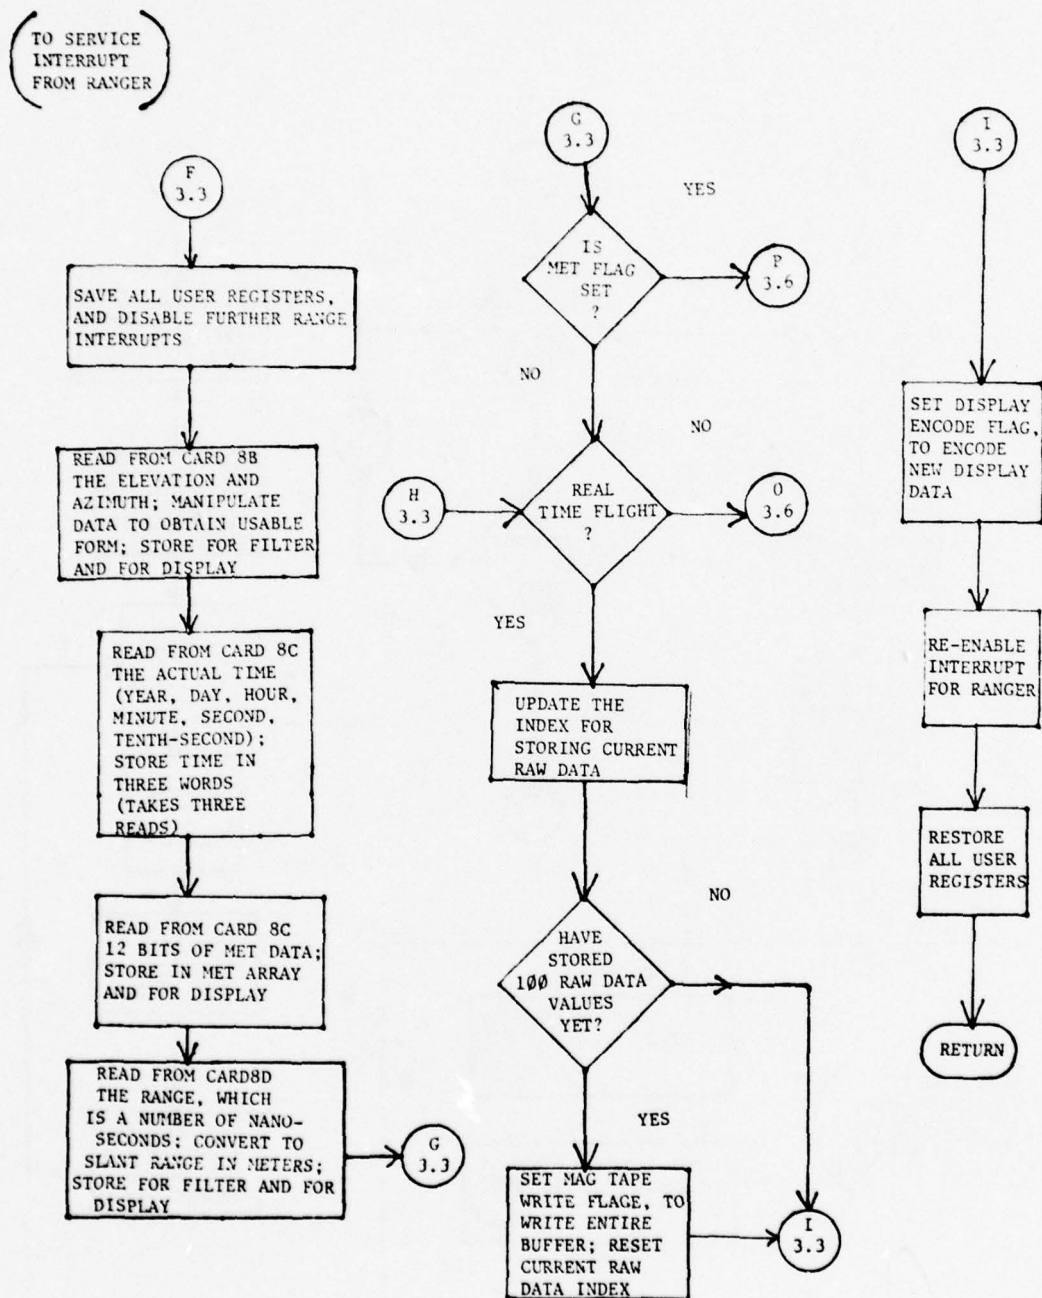 TO SERVICE
INTERRUPT
FROM RANGER
F
3.3
SAVE ALL USER REGISTERS,
AND DISABLE FURTHER RANGE
INTERRUPTS
READ FROM CARD 8B
THE ELEVATION AND
AZIMUTH; MANIPULATE
DATA TO OBTAIN USABLE
FORM; STORE FOR FILTER
AND FOR DISPLAY
READ FROM CARD 8C
THE ACTUAL TIME
(YEAR, DAY, HOUR,
MINUTE, SECOND,
TENTH-SECOND);
STORE TIME IN
THREE WORDS
(TAKES THREE
READS)
READ FROM CARD 8C
12 BITS OF MET DATA;
STORE IN MET ARRAY
AND FOR DISPLAY
READ FROM CARD8D
THE RANGE, WHICH
IS A NUMBER OF NANO-
SECONDS; CONVERT TO
SLANT RANGE IN METERS;
STORE FOR FILTER AND FOR
DISPLAY
G
3.3
G
3.3
YES
IS
MET FLAG
SET
?
P
3.6
NO
NO
H
3.3
REAL
TIME FLIGHT
?
O
3.6
YES
UPDATE THE
INDEX FOR
STORING CURRENT
RAW DATA
NO
HAVE
STORED
100 RAW DATA
VALUES
YET?
YES
SET MAG TAPE
WRITE FLAGE, TO
WRITE ENTIRE
BUFFER; RESET
CURRENT RAW
DATA INDEX
I
3.3
I
3.3
SET DISPLAY
ENCODE FLAG,
TO ENCODE
NEW DISPLAY
DATA
RE-ENABLE
INTERRUPT
FOR RANGER
RESTORE
ALL USER
REGISTERS
RETURN